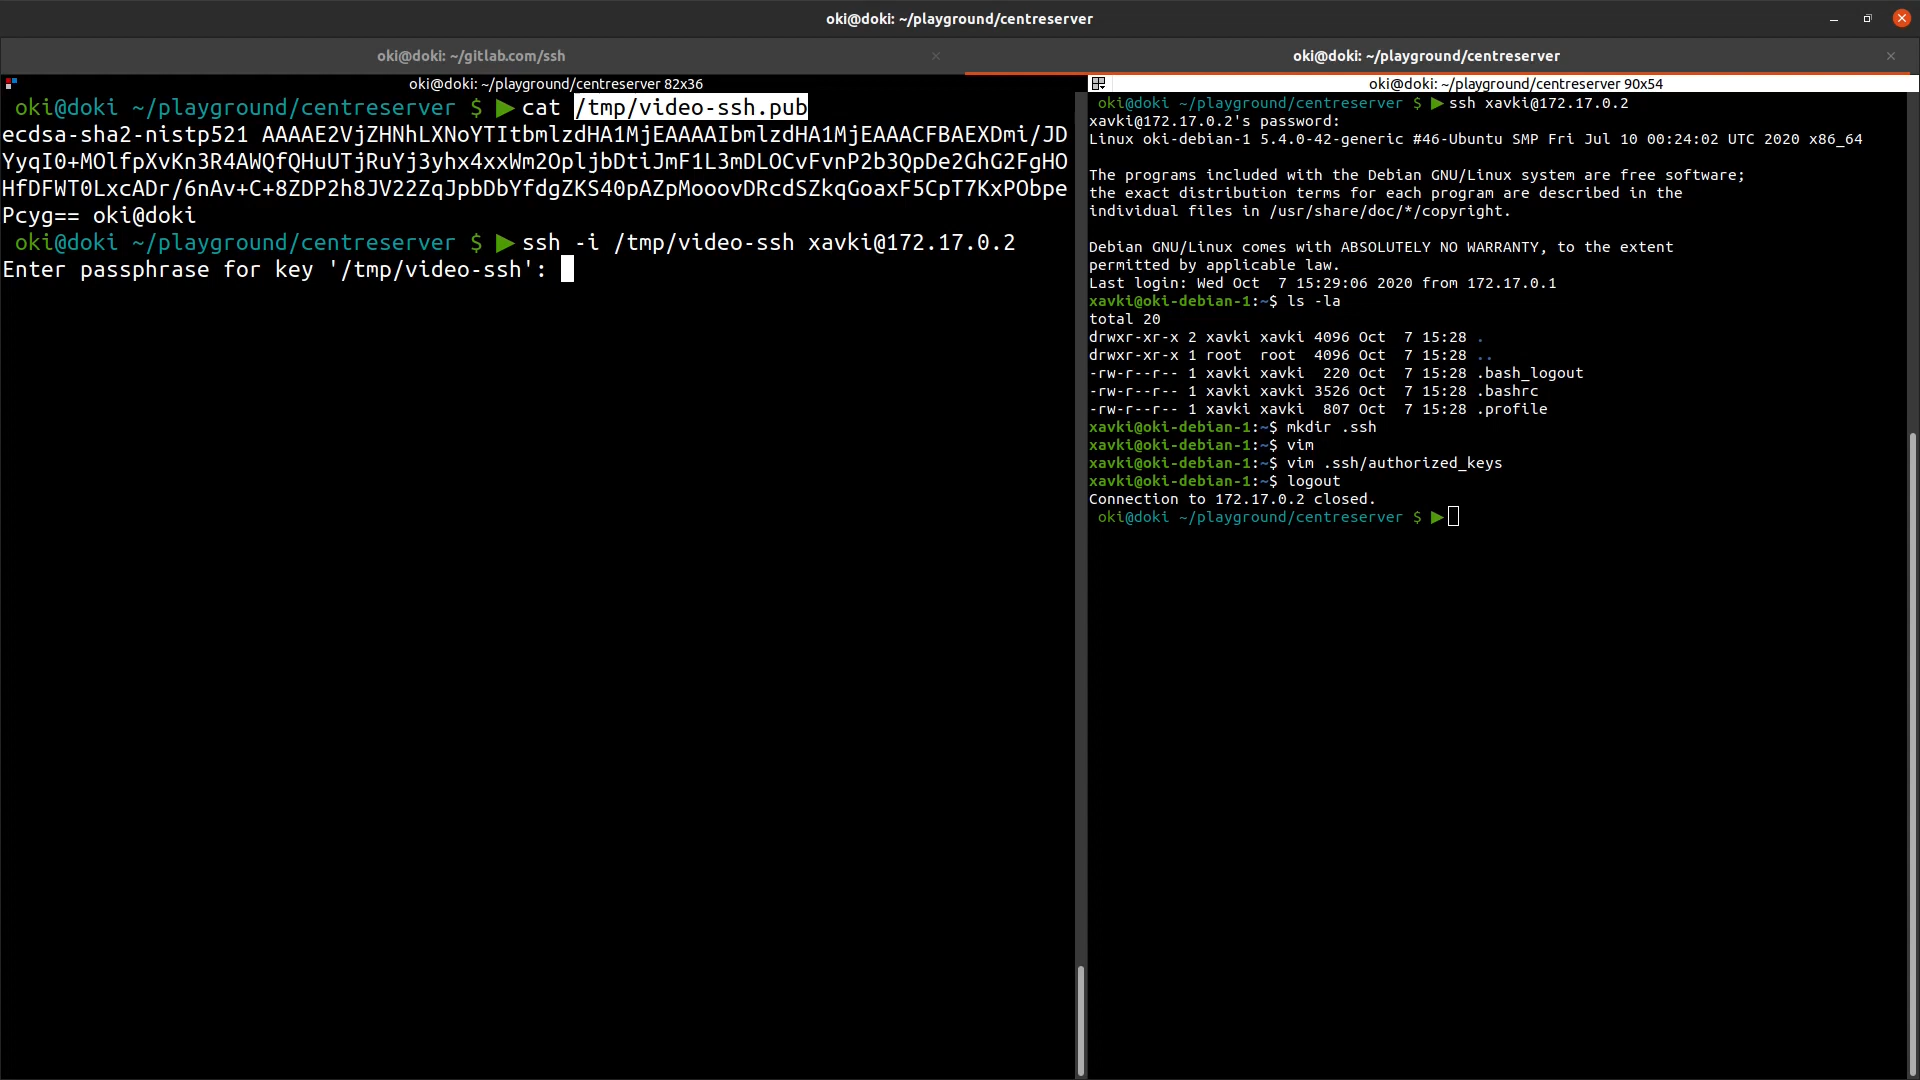 oki@doki: ~/playground/centreserver
oki@doki: ~/gitlab.com/ssh
oki@doki: ~/playground/centreserver
oki@doki: ~/playground/centreserver 82x36
oki@doki ~/playground/centreserver $ ▶cat /tmp/video-ssh.pub
ecdsa-sha2-nistp521 AAAAE2VjZHNhLXNoYTItbmlzdHA1MjEAAAAIbmlzdHA1MjEAAACFBAEXDmi/JD
YyqI0+MOlfpXvKn3R4AWQfQHuUTjRuYj3yhx4xxWm2OpljbDtiJmF1L3mDLOCvFvnP2b3QpDe2GhG2FgHO
HfDFWT0LxcADr/6nAv+C+8ZDP2h8JV22ZqJpbDbYfdgZKS40pAZpMooovDRcdSZkqGoaxF5CpT7KxPObpe
Pcyg== oki@doki
oki@doki ~/playground/centreserver $ ▶ssh -i /tmp/video-ssh xavki@172.17.0.2
Enter passphrase for key '/tmp/video-ssh':
oki@doki: ~/playground/centreserver 90x54
oki@doki ~/playground/centreserver $ ▶ssh xavki@172.17.0.2
xavki@172.17.0.2's password:
Linux oki-debian-1 5.4.0-42-generic #46-Ubuntu SMP Fri Jul 10 00:24:02 UTC 2020 x86_64
The programs included with the Debian GNU/Linux system are free software;
the exact distribution terms for each program are described in the
individual files in /usr/share/doc/*/copyright.
Debian GNU/Linux comes with ABSOLUTELY NO WARRANTY, to the extent
permitted by applicable law.
Last login: Wed Oct  7 15:29:06 2020 from 172.17.0.1
xavki@oki-debian-1:~$ ls -la
total 20
drwxr-xr-x 2 xavki xavki 4096 Oct  7 15:28 .
drwxr-xr-x 1 root  root  4096 Oct  7 15:28 ..
-rw-r--r-- 1 xavki xavki  220 Oct  7 15:28 .bash_logout
-rw-r--r-- 1 xavki xavki 3526 Oct  7 15:28 .bashrc
-rw-r--r-- 1 xavki xavki  807 Oct  7 15:28 .profile
xavki@oki-debian-1:~$ mkdir .ssh
xavki@oki-debian-1:~$ vim
xavki@oki-debian-1:~$ vim .ssh/authorized_keys
xavki@oki-debian-1:~$ logout
Connection to 172.17.0.2 closed.
oki@doki ~/playground/centreserver $ ▶